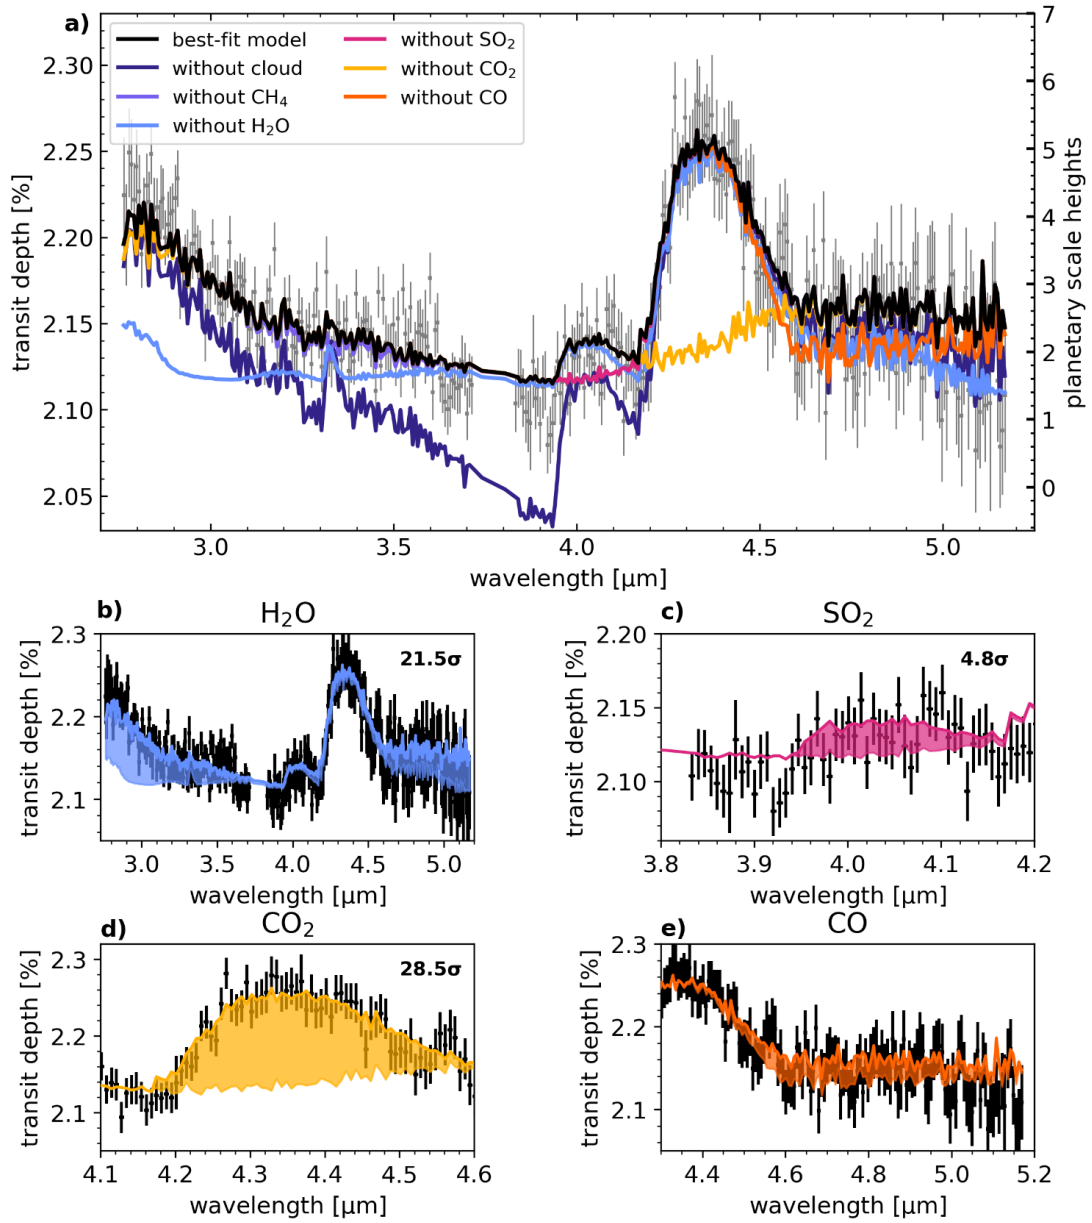 a)
best-fit model
without cloud
without CH₄
without H₂O
without SO₂
without CO₂
without CO
transit depth [%]
2.30
2.25
2.20
2.15
2.10
2.05
7
6
5
4
3
2
1
0
planetary scale heights
3.0 3.5 4.0 4.5 5.0
wavelength [μm]
b) H₂O
21.5σ
transit depth [%]
2.3
2.2
2.1
3.0 3.5 4.0 4.5 5.0
wavelength [μm]
c) SO₂
4.8σ
transit depth [%]
2.20
2.15
2.10
3.8 3.9 4.0 4.1 4.2
wavelength [μm]
d) CO₂
28.5σ
transit depth [%]
2.3
2.2
2.1
4.1 4.2 4.3 4.4 4.5 4.6
wavelength [μm]
e) CO
transit depth [%]
2.3
2.2
2.1
4.4 4.6 4.8 5.0 5.2
wavelength [μm]